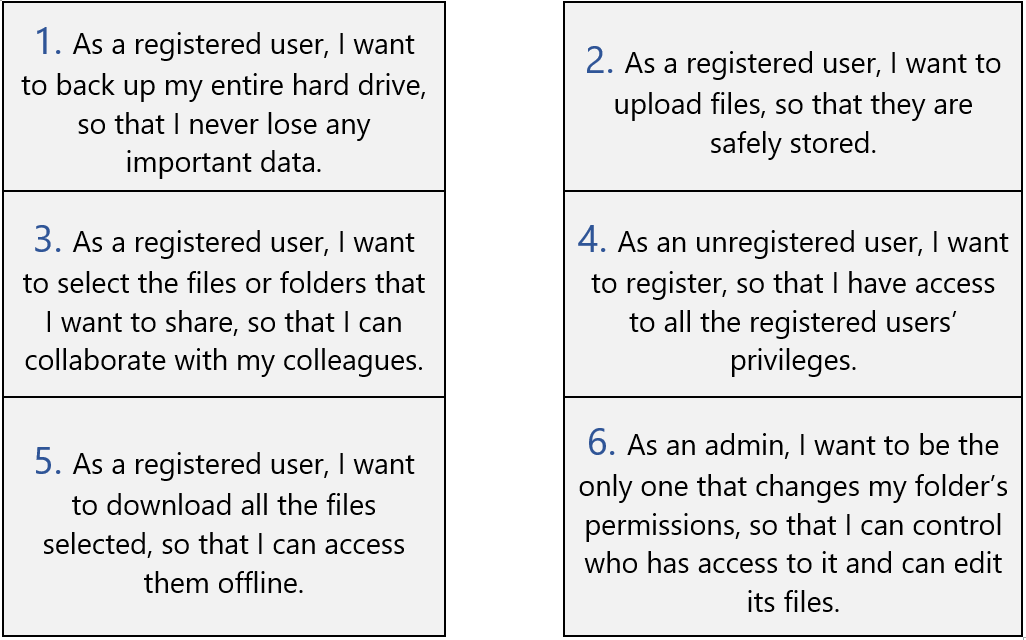 1. As a registered user, I want
to back up my entire hard drive,
so that I never lose any
important data.
2. As a registered user, I want to
upload files, so that they are
safely stored.
3. As a registered user, I want
to select the files or folders that
I want to share, so that I can
collaborate with my colleagues.
4. As an unregistered user, I want
to register, so that I have access
to all the registered users’
privileges.
5. As a registered user, I want
to download all the files
selected, so that I can access
them offline.
6. As an admin, I want to be the
only one that changes my folder’s
permissions, so that I can control
who has access to it and can edit
its files.